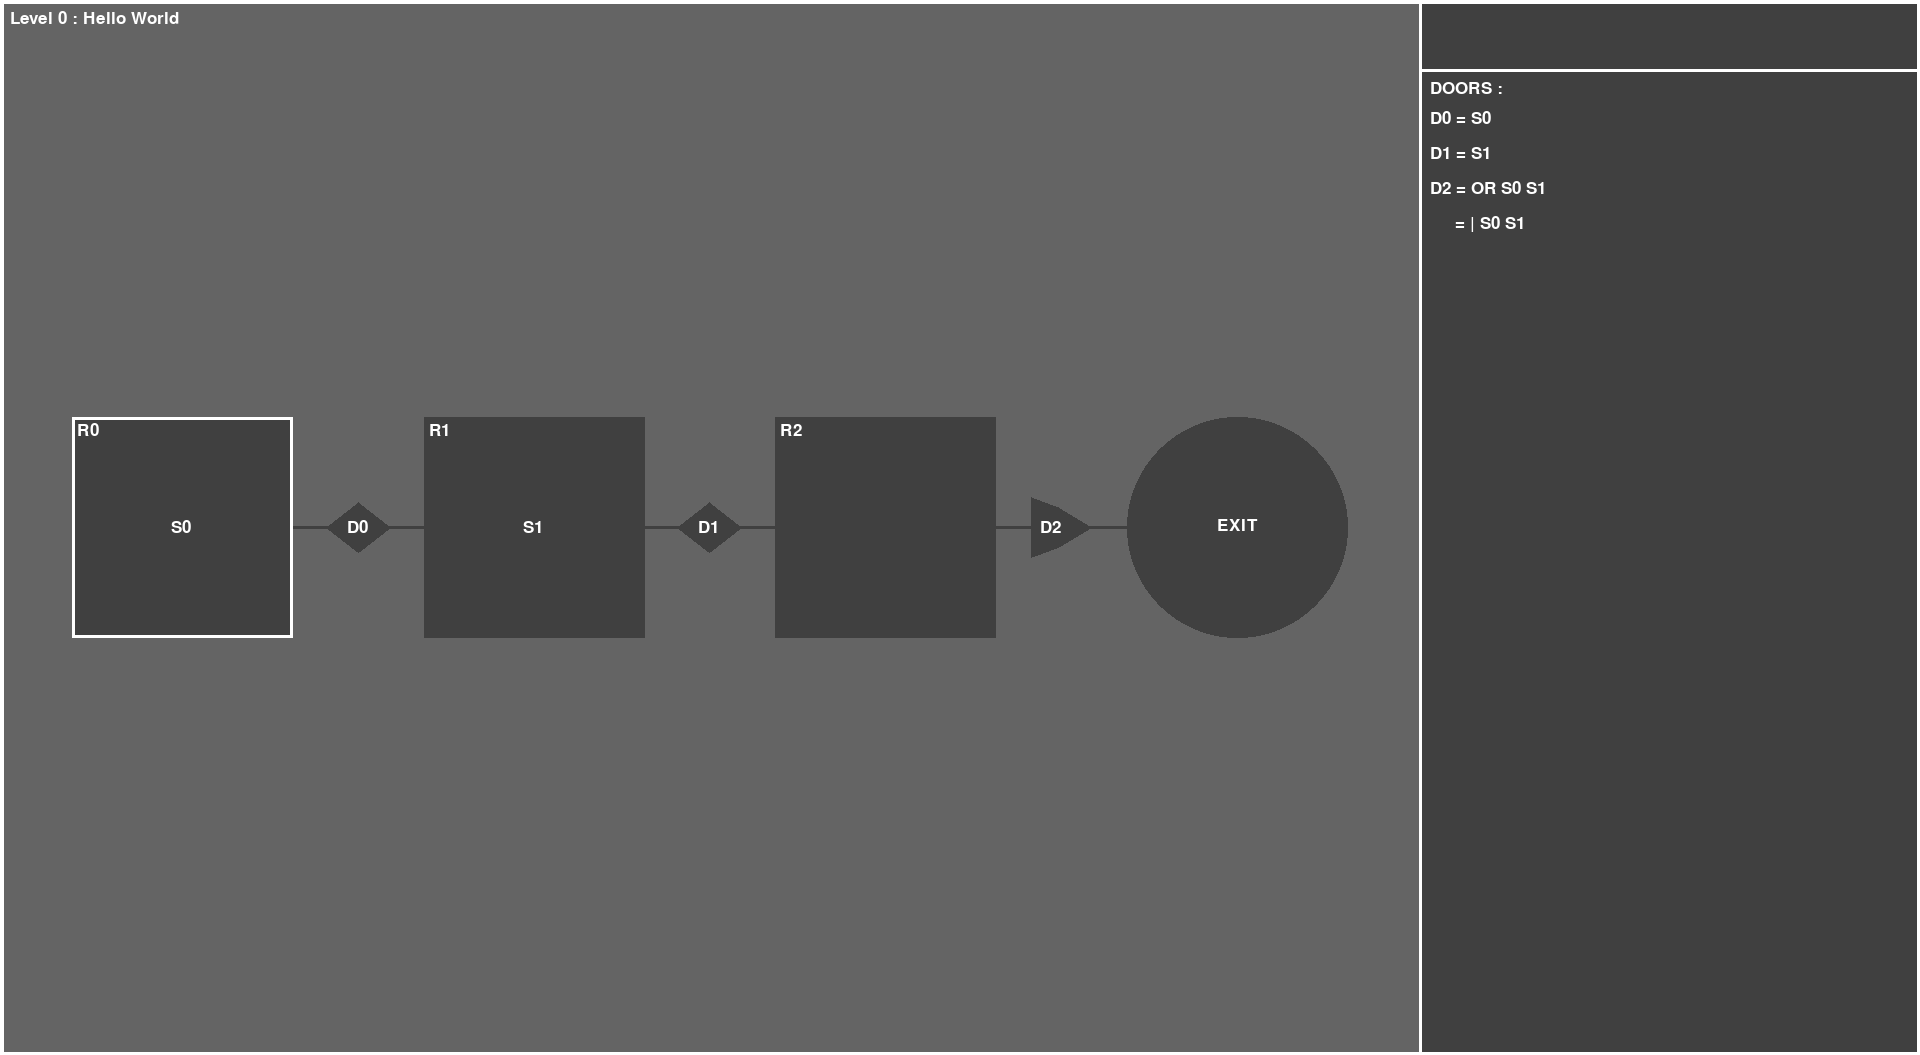 Level 0 : Hello World
DOORS :
D0 = S0
D1 = S1
D2 = OR S0 S1
= | S0 S1
R0
R1
R2
S0
D0
S1
D1
D2
EXIT